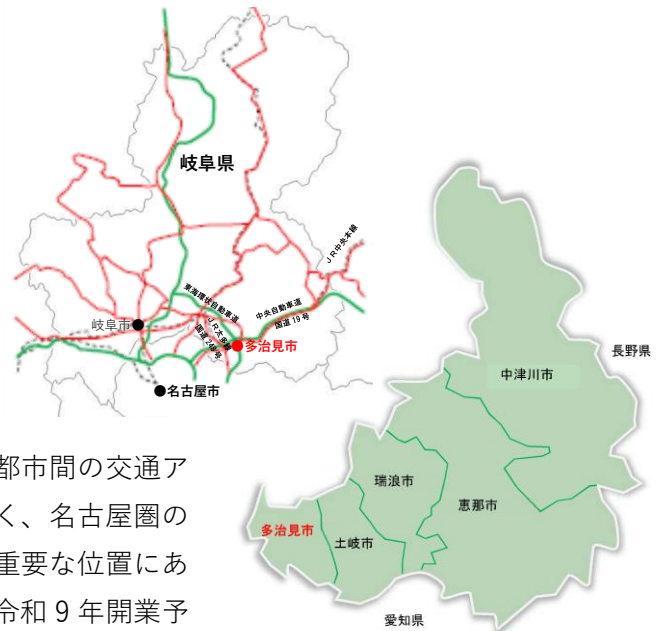 岐阜県
JR中央本線
東海環状自動車道
中央自動車道
国道19号
JR太多線
国道248号
岐阜市
多治見市
名古屋市
長野県
中津川市
瑞浪市
恵那市
多治見市
土岐市
愛知県
都市間の交通ア
く、名古屋圏の
重要な位置にあ
令和9年開業予